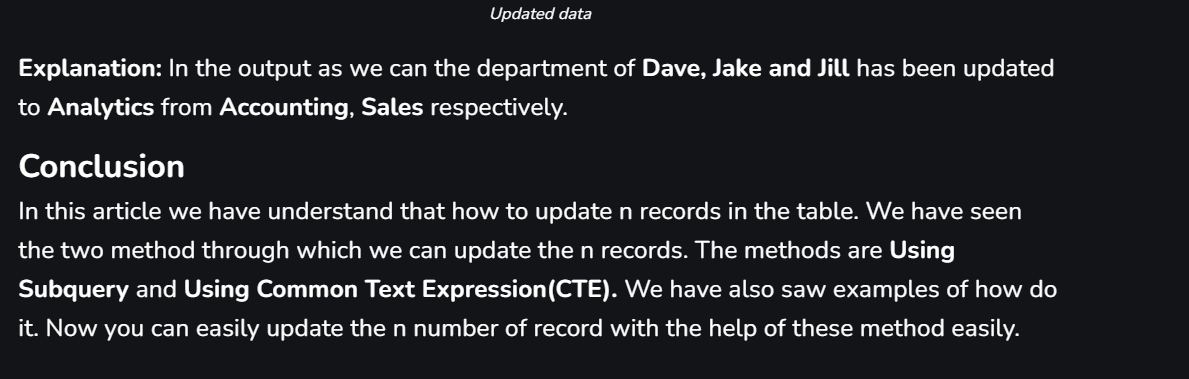 Updated data
Explanation: In the output as we can the department of Dave, Jake and Jill has been updated
to Analytics from Accounting, Sales respectively.
Conclusion
In this article we have understand that how to update n records in the table. We have seen
the two method through which we can update the n records. The methods are Using
Subquery and Using Common Text Expression(CTE). We have also saw examples of how do
it. Now you can easily update the n number of record with the help of these method easily.